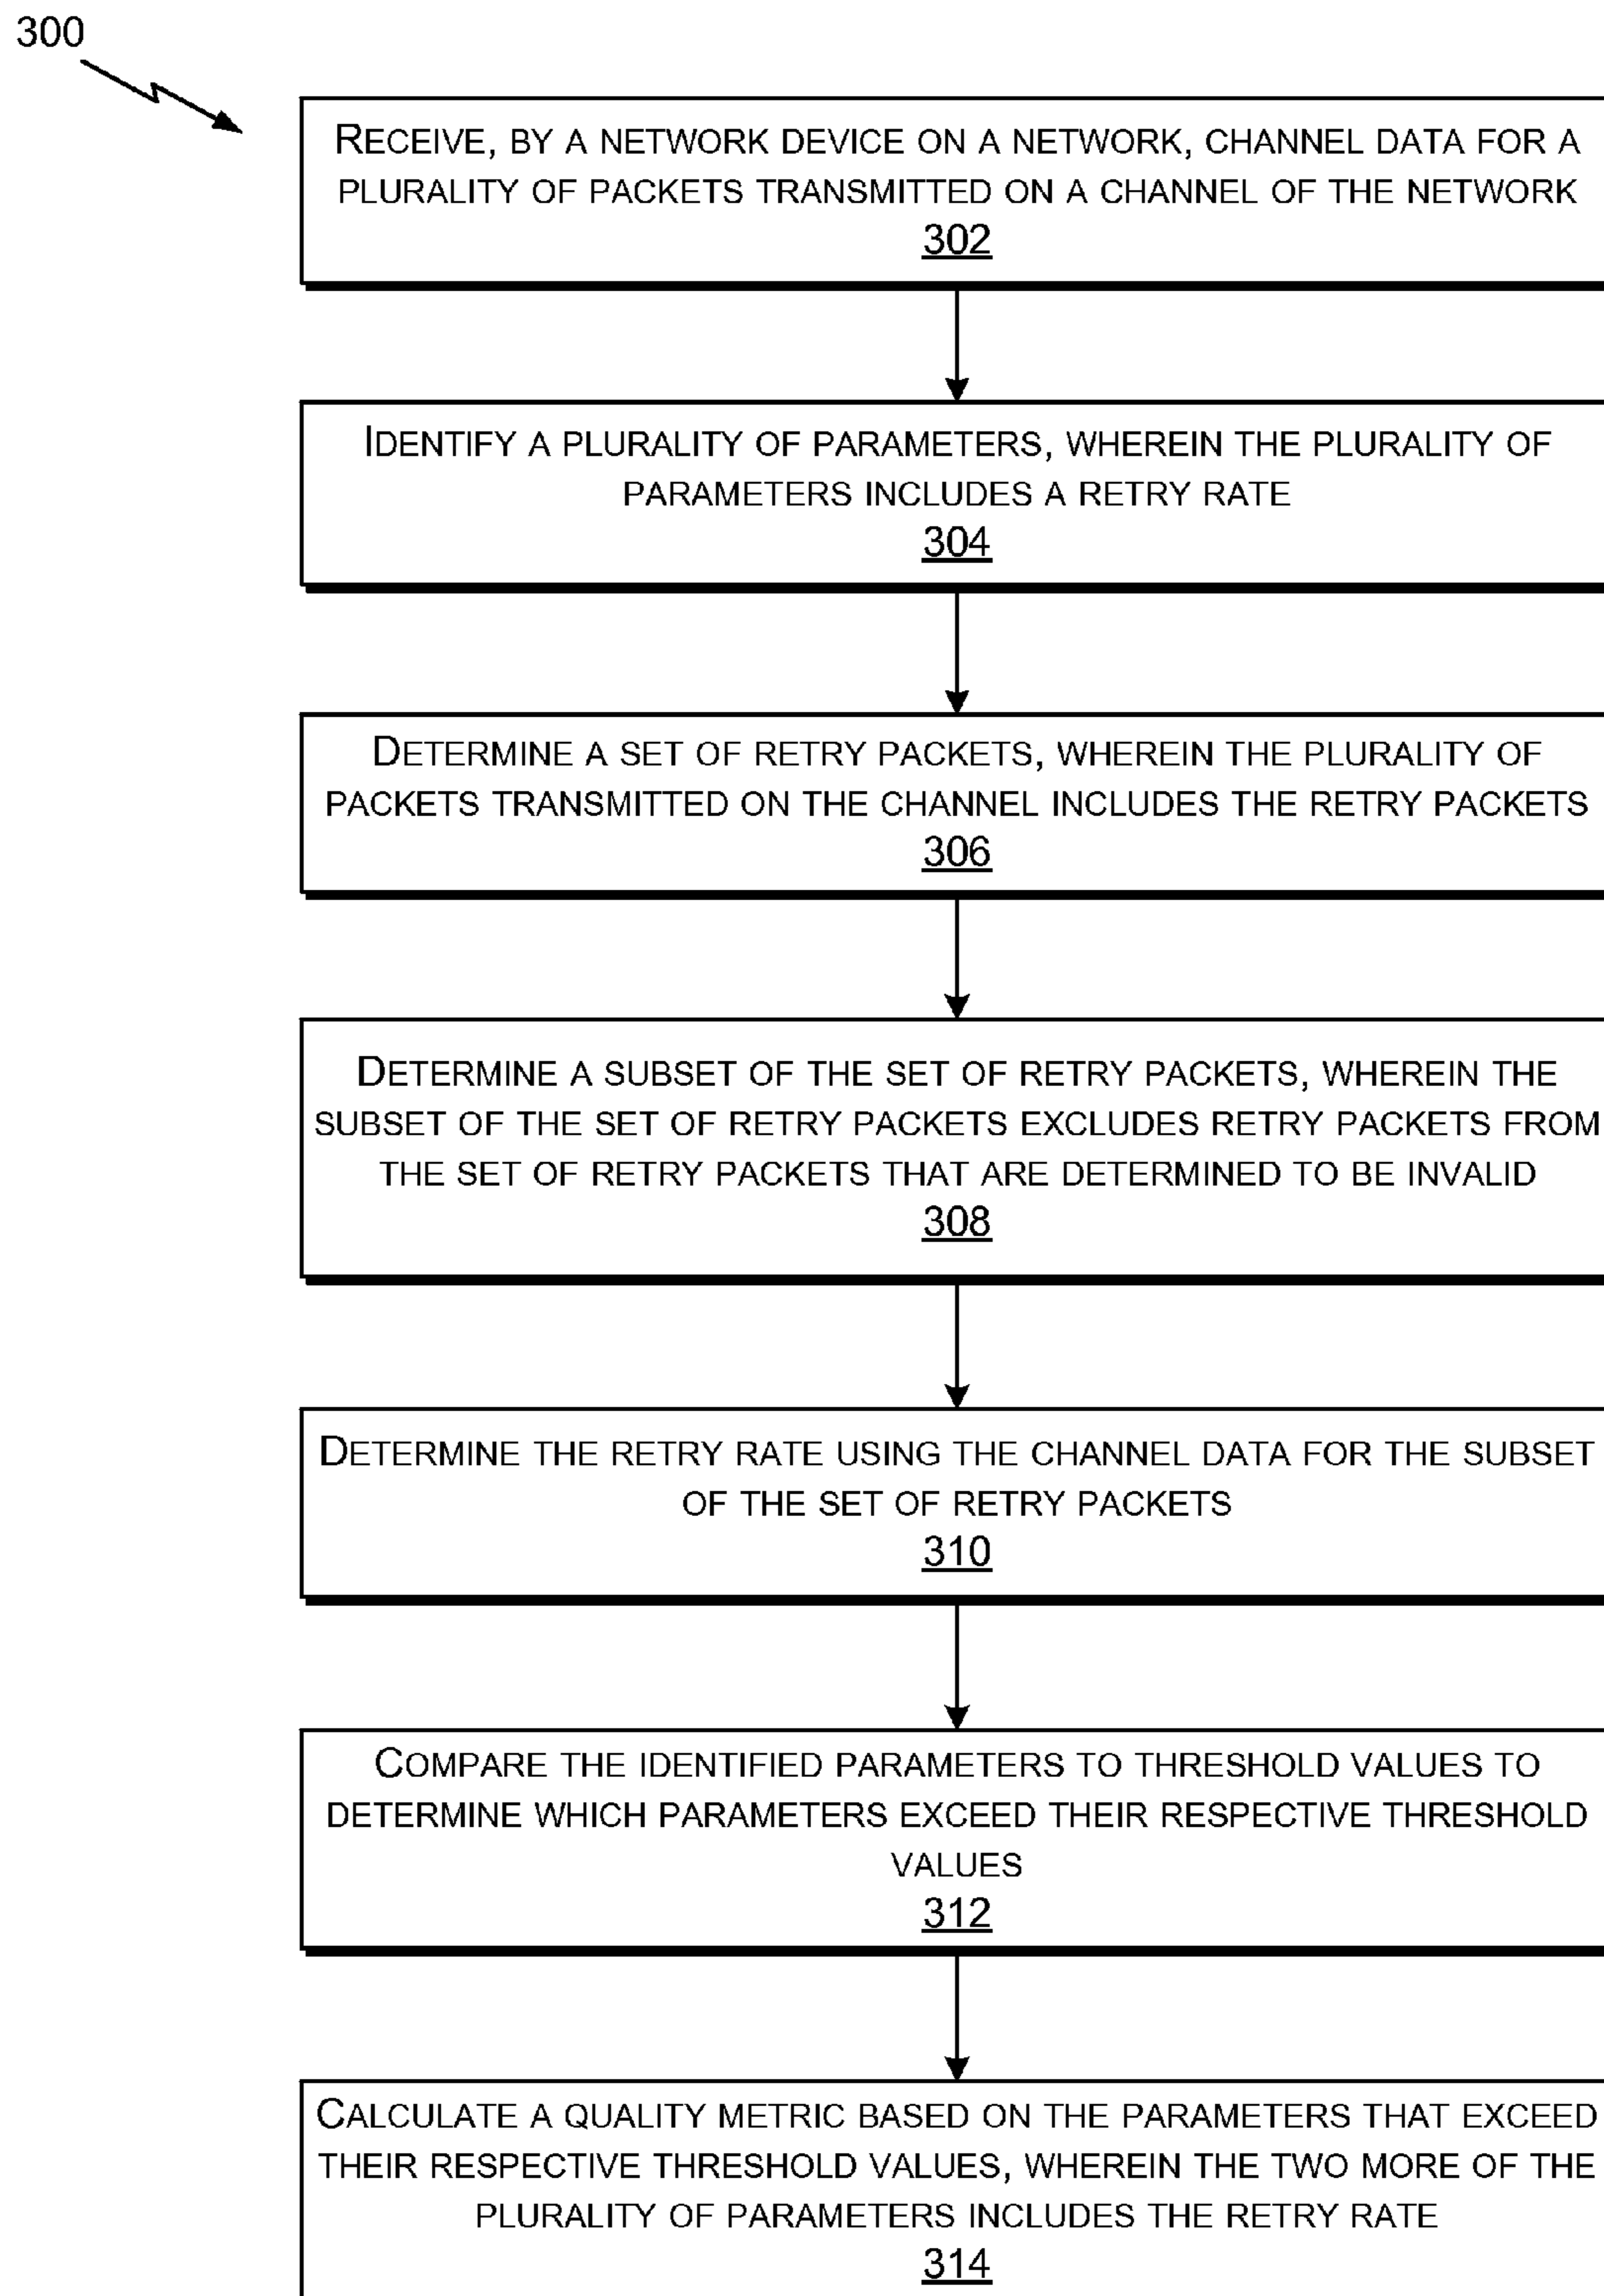 300
RECEIVE, BY A NETWORK DEVICE ON A NETWORK, CHANNEL DATA FOR A
PLURALITY OF PACKETS TRANSMITTED ON A CHANNEL OF THE NETWORK
302
IDENTIFY A PLURALITY OF PARAMETERS, WHEREIN THE PLURALITY OF
PARAMETERS INCLUDES A RETRY RATE
304
DETERMINE A SET OF RETRY PACKETS, WHEREIN THE PLURALITY OF
PACKETS TRANSMITTED ON THE CHANNEL INCLUDES THE RETRY PACKETS
306
DETERMINE A SUBSET OF THE SET OF RETRY PACKETS, WHEREIN THE
SUBSET OF THE SET OF RETRY PACKETS EXCLUDES RETRY PACKETS FROM
THE SET OF RETRY PACKETS THAT ARE DETERMINED TO BE INVALID
308
DETERMINE THE RETRY RATE USING THE CHANNEL DATA FOR THE SUBSET
OF THE SET OF RETRY PACKETS
310
COMPARE THE IDENTIFIED PARAMETERS TO THRESHOLD VALUES TO
DETERMINE WHICH PARAMETERS EXCEED THEIR RESPECTIVE THRESHOLD
VALUES
312
CALCULATE A QUALITY METRIC BASED ON THE PARAMETERS THAT EXCEED
THEIR RESPECTIVE THRESHOLD VALUES, WHEREIN THE TWO MORE OF THE
PLURALITY OF PARAMETERS INCLUDES THE RETRY RATE
314